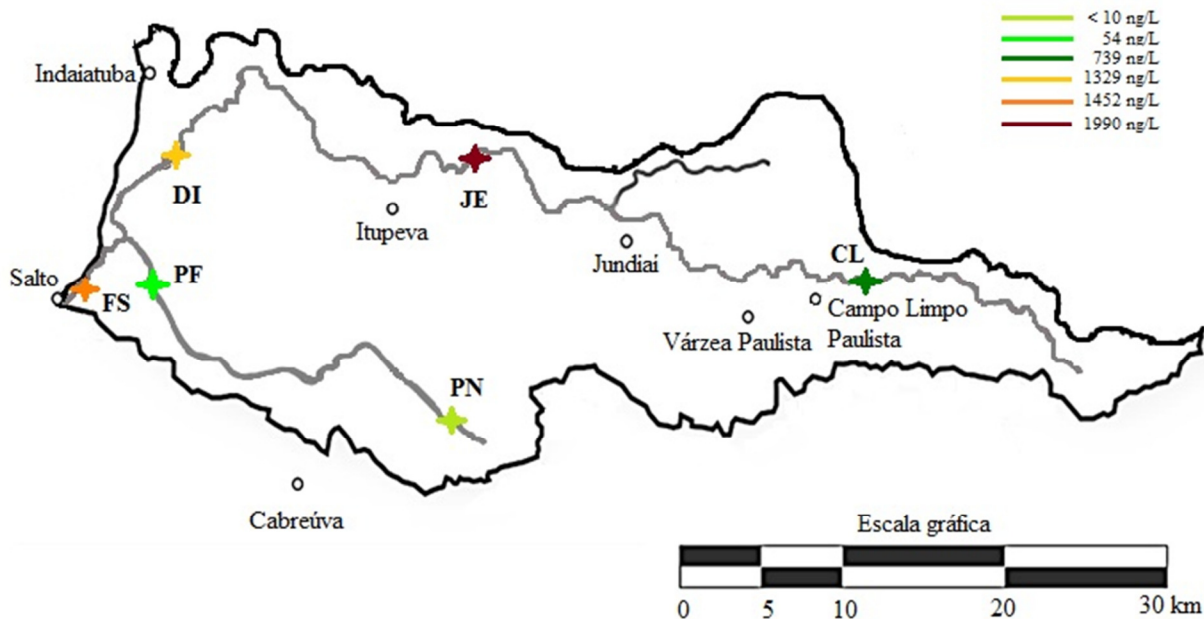 < 10 ng/L
54 ng/L
739 ng/L
1329 ng/L
1452 ng/L
1990 ng/L
Indaiatuba
DI
JE
Itupeva
Jundiai
CL
Salto
PF
FS
Campo Limpo
Paulista
Várzea Paulista
PN
Cabreúva
Escala gráfica
0 5 10 20 30 km